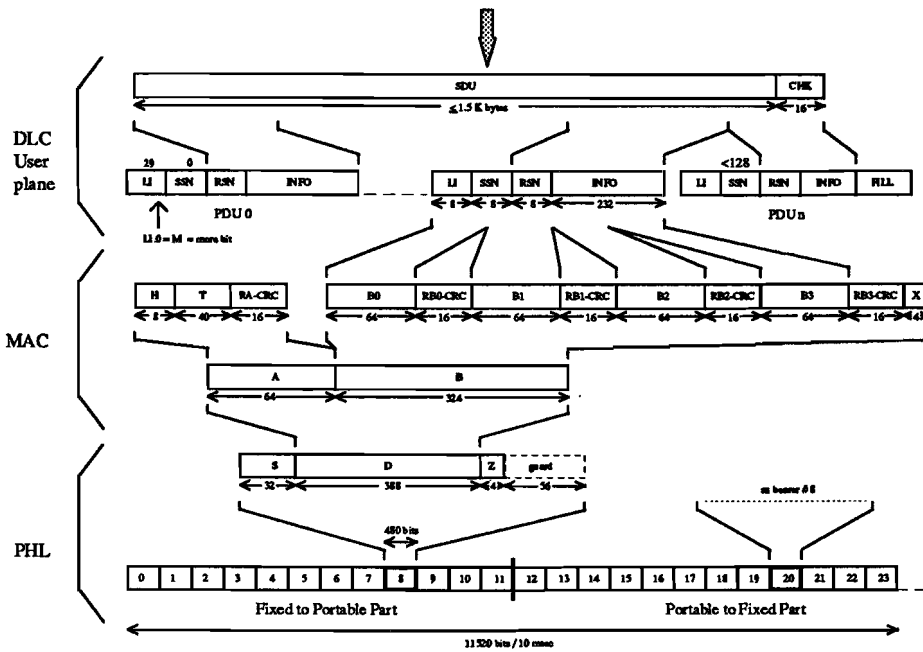 SDU CHK
≤1.5 K bytes 16
DLC
User
plane
29 0 <128
LI SSN RSN INFO LI SSN RSN INFO LI SSN RSN INFO FILL
8 8 8 232
PDU 0 PDU n
LI.0 = M = more bit
H T RA-CRC B0 RB0-CRC B1 RB1-CRC B2 RB2-CRC B3 RB3-CRC X
8 40 16 64 16 64 16 64 16 64 16 4
MAC
A B
64 324
S D Z guard
32 388 4 56
480 bits
PHL
0 1 2 3 4 5 6 7 8 9 10 11 12 13 14 15 16 17 18 19 20 21 22 23
Fixed to Portable Part Portable to Fixed Part
11520 bits / 10 msec